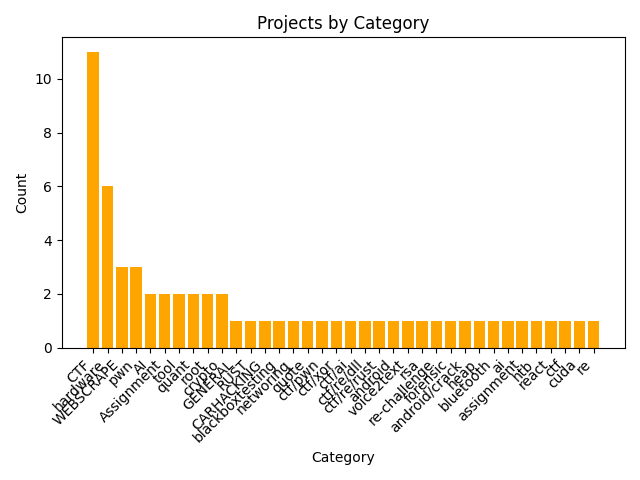 Projects by Category
Count
10
8
6
4
2
0
CTF
hardware
WEBSCRAPE
pwn
AI
Assignment
tool
quant
root
crypto
GENERAL
RUST
CARHACKING
blackboxtesting
networking
quote
ctf/pwn
ctf/xor
ctf/ai
ctf/re/dll
ctf/re/rust
android
voice2text
rsa
re-challenge
forensic
android/crack
heap
bluetooth
ai
assignment
htb
react
ctf
cuda
re
Category